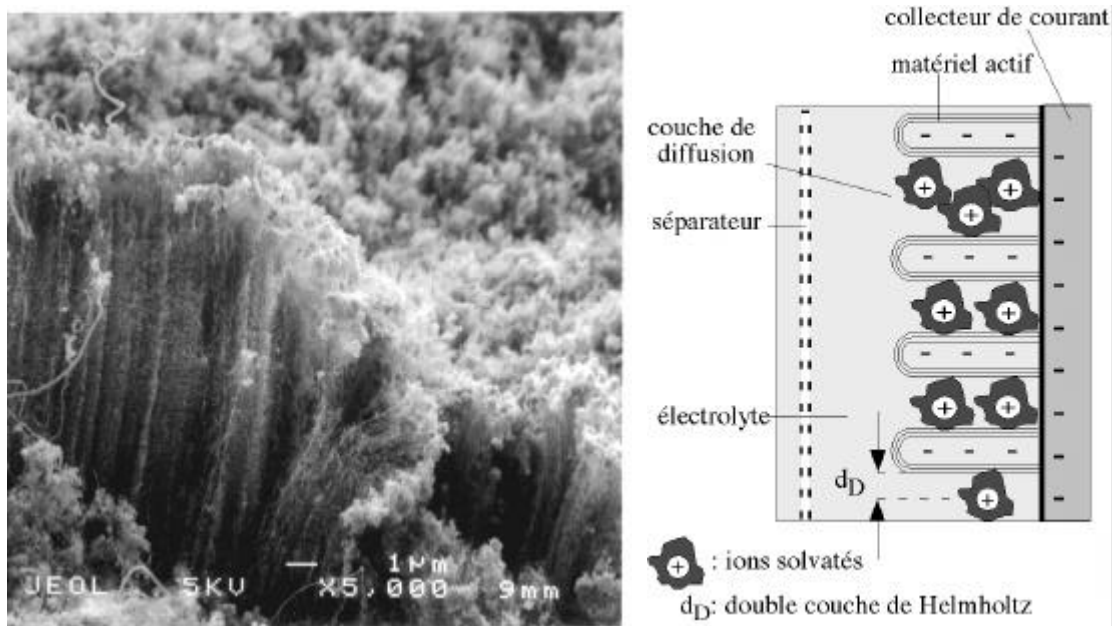 JEOL 5KV X5,000 1µm 9mm
collecteur de courant
matériel actif
couche de
diffusion
séparateur
électrolyte
dD
: ions solvatés
dD: double couche de Helmholtz